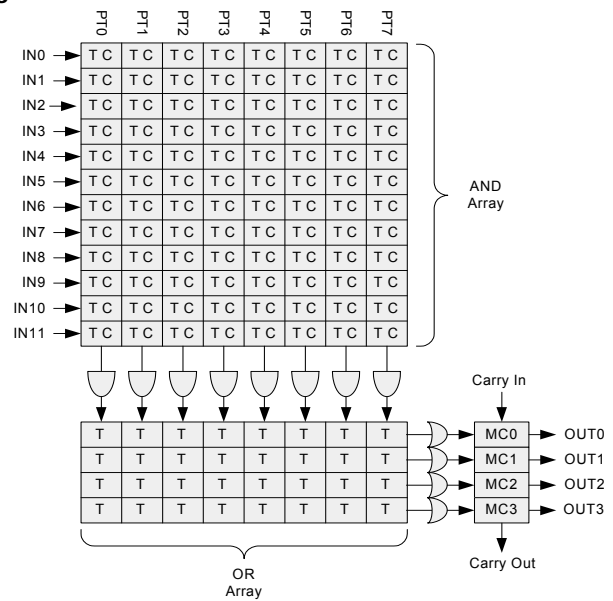 PT0 PT1 PT2 PT3 PT4 PT5 PT6 PT7
IN0 T C T C T C T C T C T C T C T C
IN1 T C T C T C T C T C T C T C T C
IN2 T C T C T C T C T C T C T C T C
IN3 T C T C T C T C T C T C T C T C
IN4 T C T C T C T C T C T C T C T C
IN5 T C T C T C T C T C T C T C T C
IN6 T C T C T C T C T C T C T C T C
IN7 T C T C T C T C T C T C T C T C
IN8 T C T C T C T C T C T C T C T C
IN9 T C T C T C T C T C T C T C T C
IN10 T C T C T C T C T C T C T C T C
IN11 T C T C T C T C T C T C T C T C
AND
Array
Carry In
T T T T T T T T MC0 OUT0
T T T T T T T T MC1 OUT1
T T T T T T T T MC2 OUT2
T T T T T T T T MC3 OUT3
Carry Out
OR
Array